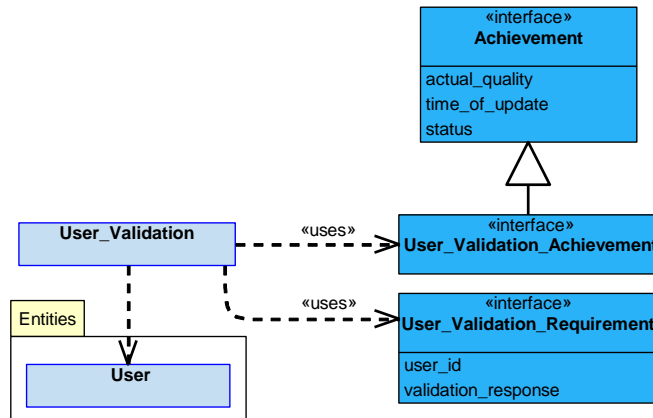 «interface»
Achievement
actual_quality
time_of_update
status
User_Validation
«uses»
«interface»
User_Validation_Achievement
«uses»
«interface»
User_Validation_Requirement
user_id
validation_response
Entities
User